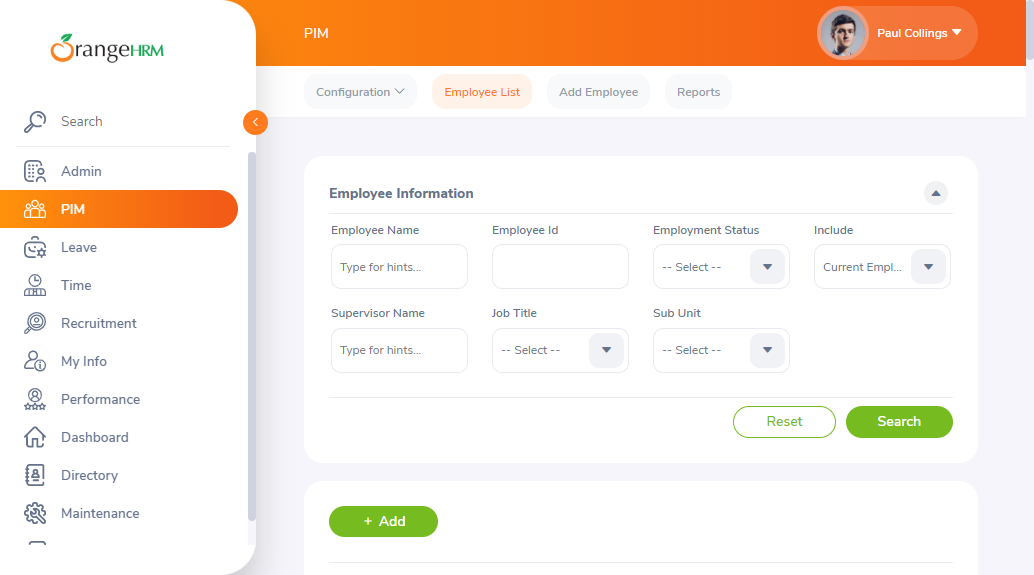 OrangeHRM
PIM
Paul Collings
Configuration
Employee List
Add Employee
Reports
Search
Admin
PIM
Leave
Time
Recruitment
My Info
Performance
Dashboard
Directory
Maintenance
Employee Information
Employee Name
Employee Id
Employment Status
Include
Type for hints...
-- Select --
Current Empl...
Supervisor Name
Job Title
Sub Unit
Type for hints...
-- Select --
-- Select --
Reset
Search
+ Add